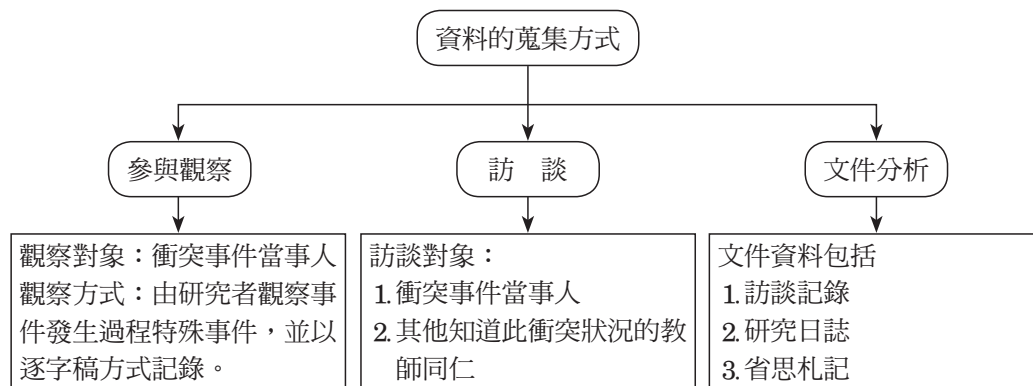 資料的蒐集方式
參與觀察
觀察對象：衝突事件當事人
觀察方式：由研究者觀察事
件發生過程特殊事件，並以
逐字稿方式記錄。
訪　談
訪談對象：
1.衝突事件當事人
2.其他知道此衝突狀況的教
師同仁
文件分析
文件資料包括
1.訪談記錄
2.研究日誌
3.省思札記